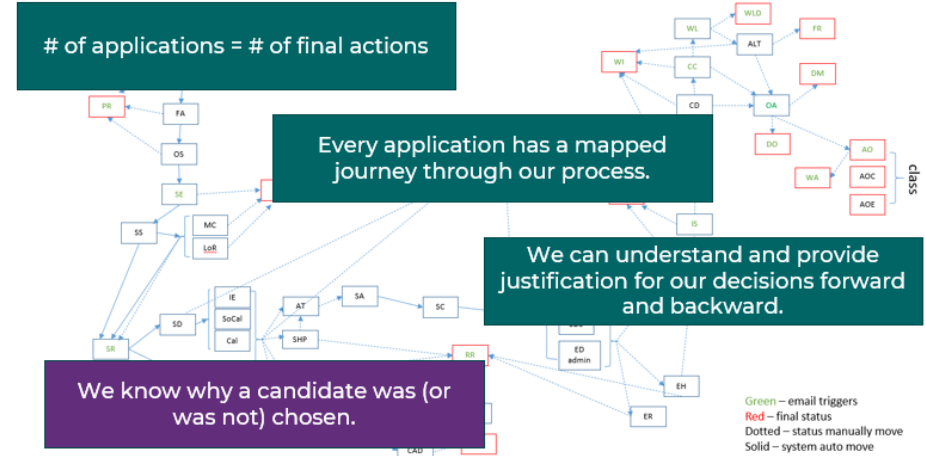 # of applications = # of final actions
WLD
WL
FR
ALT
WI
CC
DM
PR
CD
OA
FA
Every application has a mapped
journey through our process.
DO
OS
AO
WA
AOC
class
SE
AOE
MC
SS
LoR
IS
We can understand and provide
justification for our decisions forward
and backward.
IE
SA
AT
SC
SD
SoCal
SHP
Cal
SR
RR
ED
admin
EH
We know why a candidate was (or
was not) chosen.
ER
CAD
Green – email triggers
Red – final status
Dotted – status manually move
Solid – system auto move